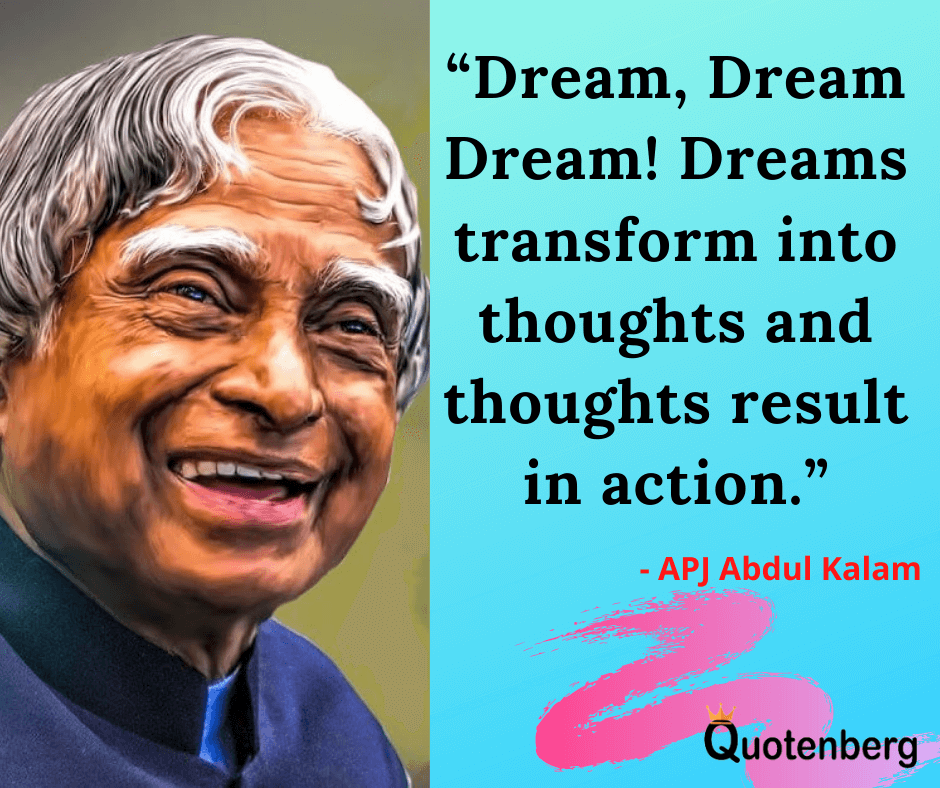 “Dream, Dream
Dream! Dreams
transform into
thoughts and
thoughts result
in action.”
- APJ Abdul Kalam
Quotenberg